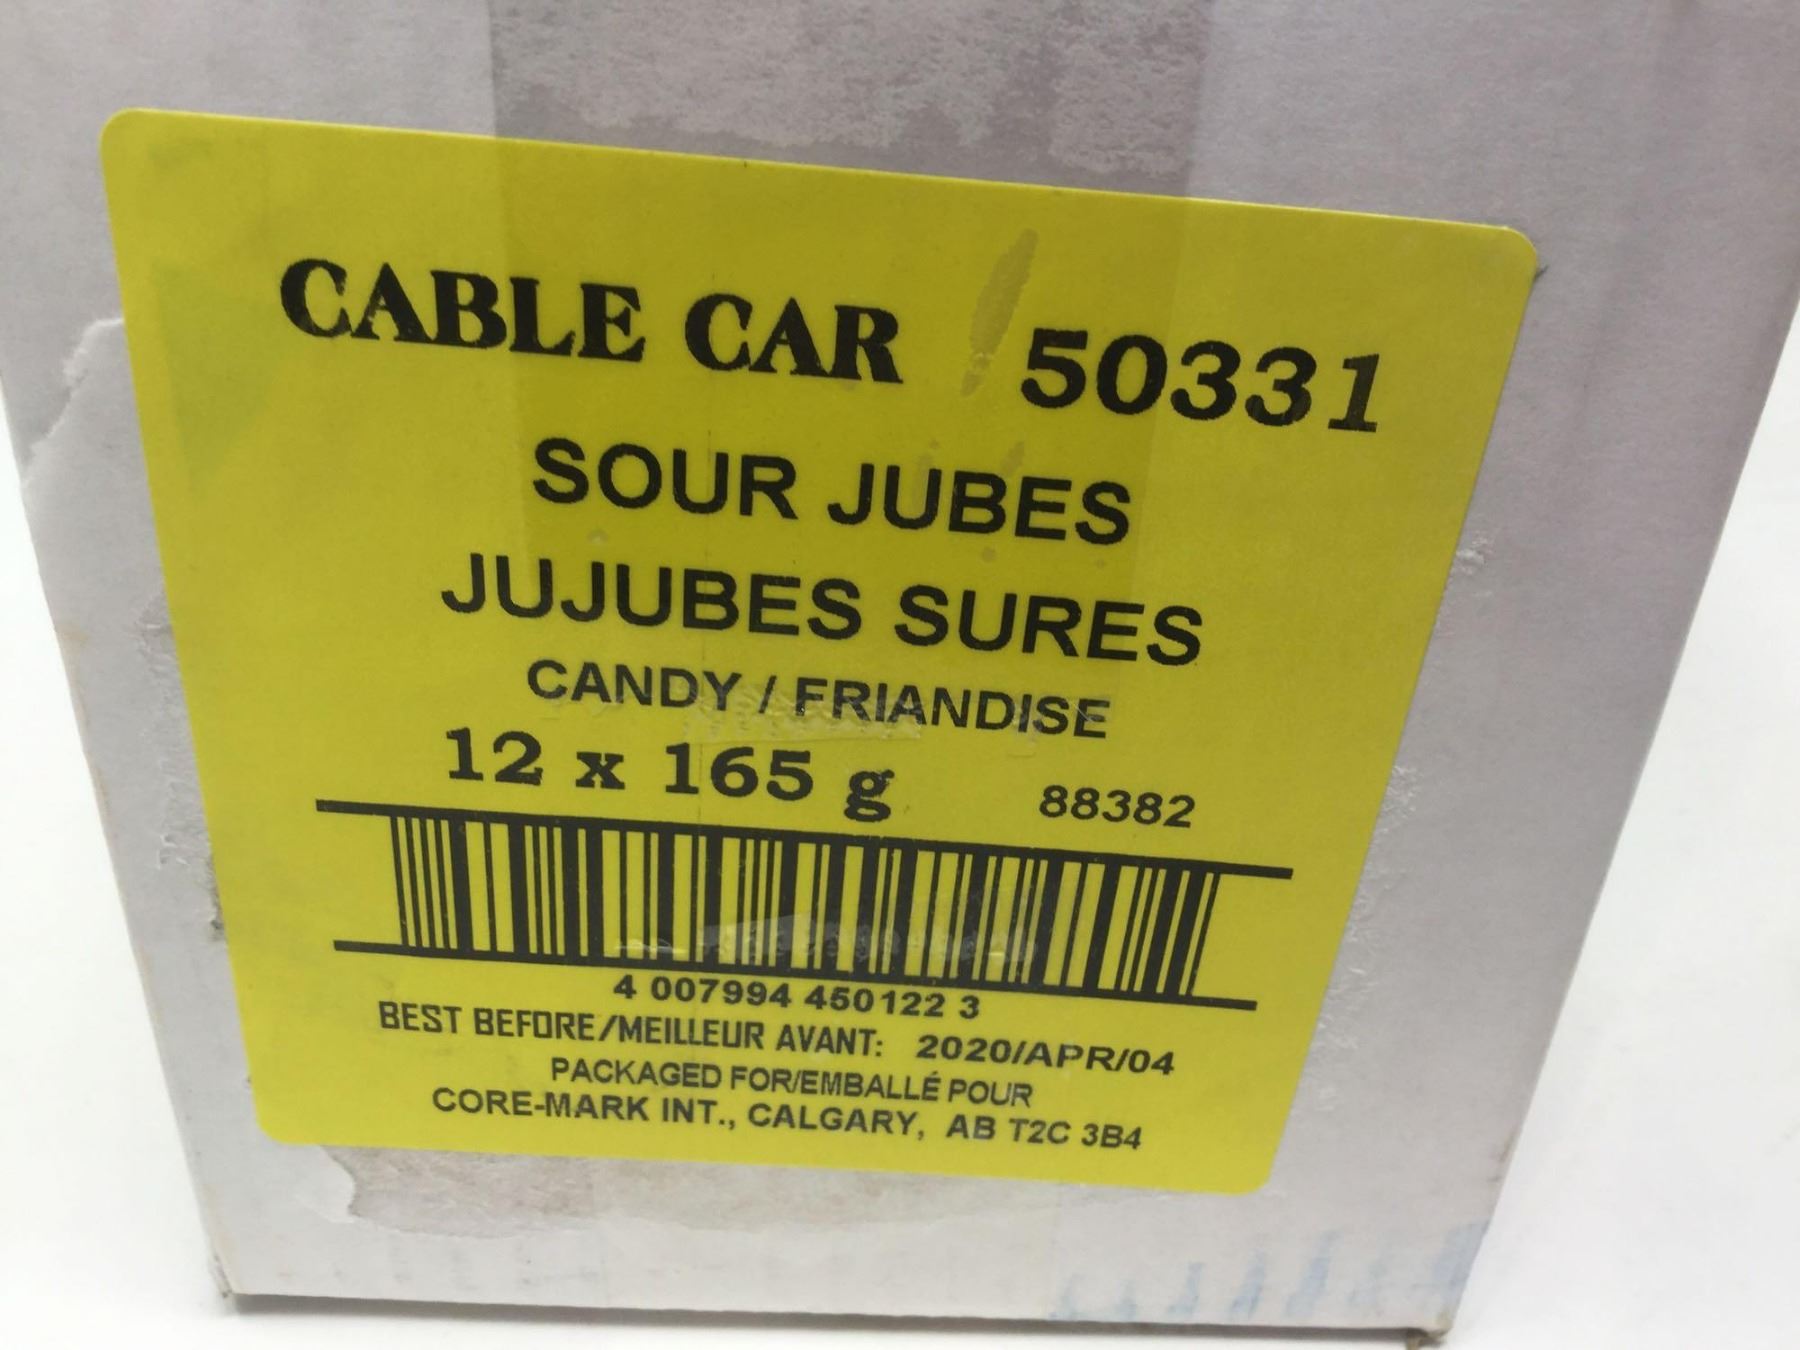 CABLE CAR 50331
SOUR JUBES
JUJUBES SURES
CANDY / FRIANDISE
12 x 165 g 88382
4 007994 450122 3
BEST BEFORE/MEILLEUR AVANT: 2020/APR/04
PACKAGED FOR/EMBALLÉ POUR
CORE-MARK INT., CALGARY, AB T2C 3B4